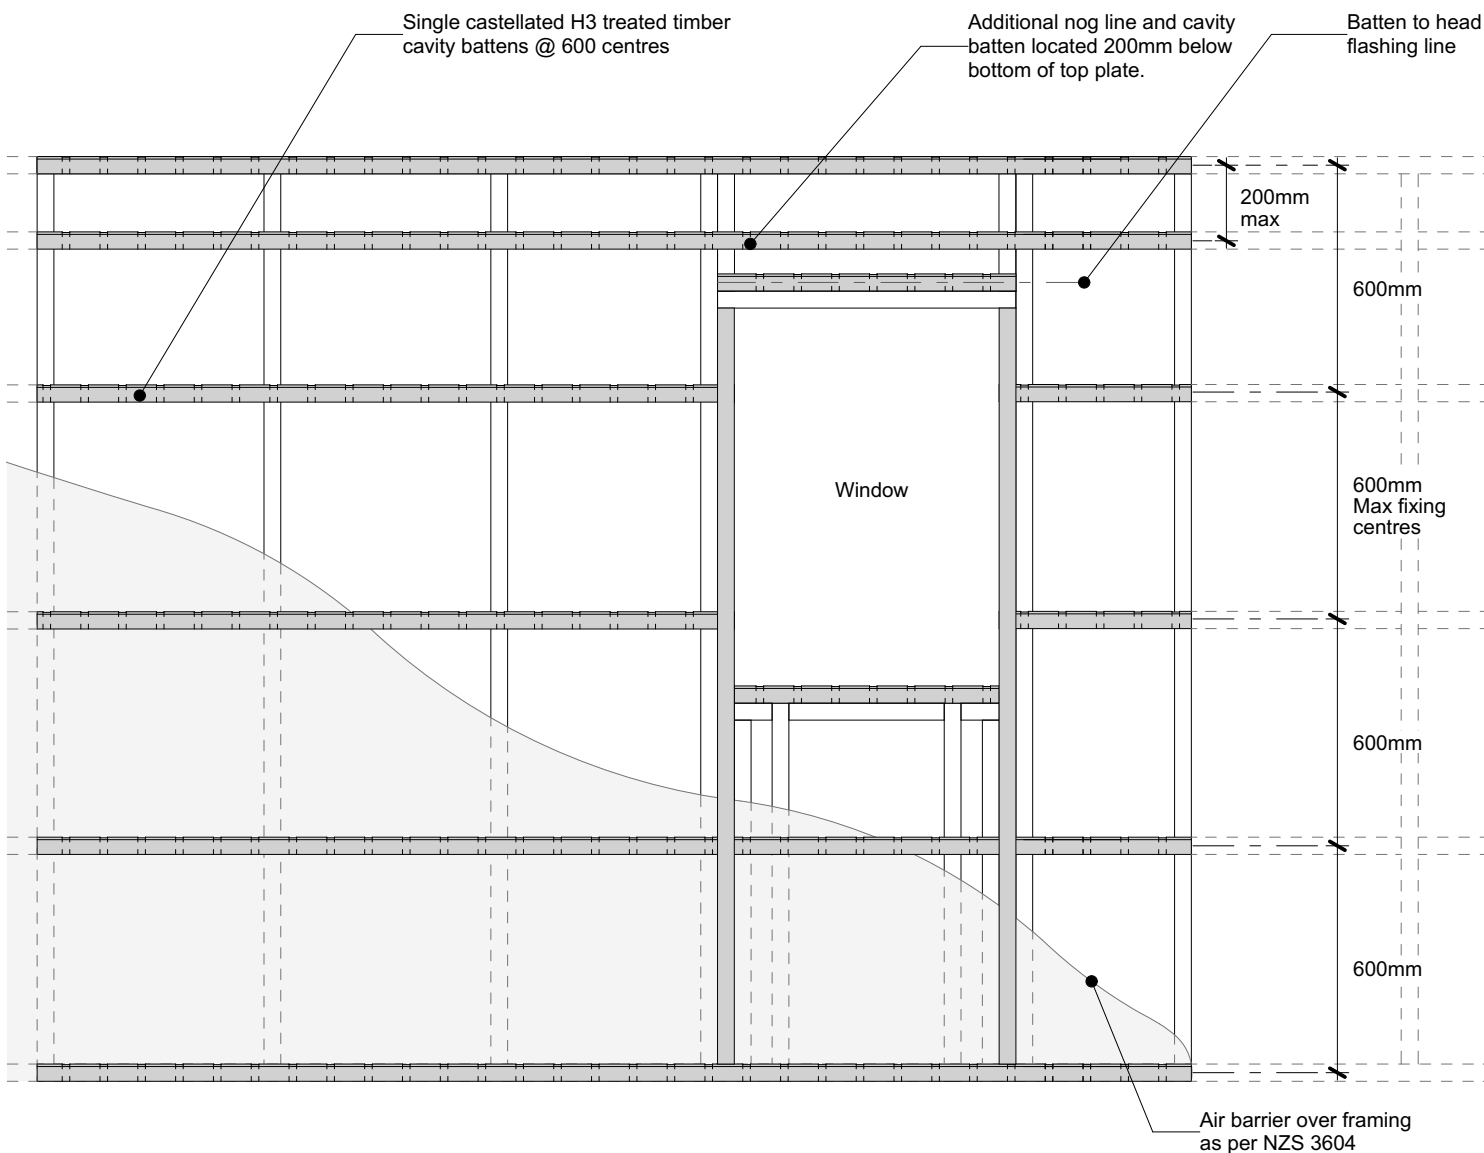 Single castellated H3 treated timber
cavity battens @ 600 centres
Additional nog line and cavity
batten located 200mm below
bottom of top plate.
Batten to head
flashing line
200mm
max
600mm
Window
600mm
Max fixing
centres
600mm
600mm
Air barrier over framing
as per NZS 3604